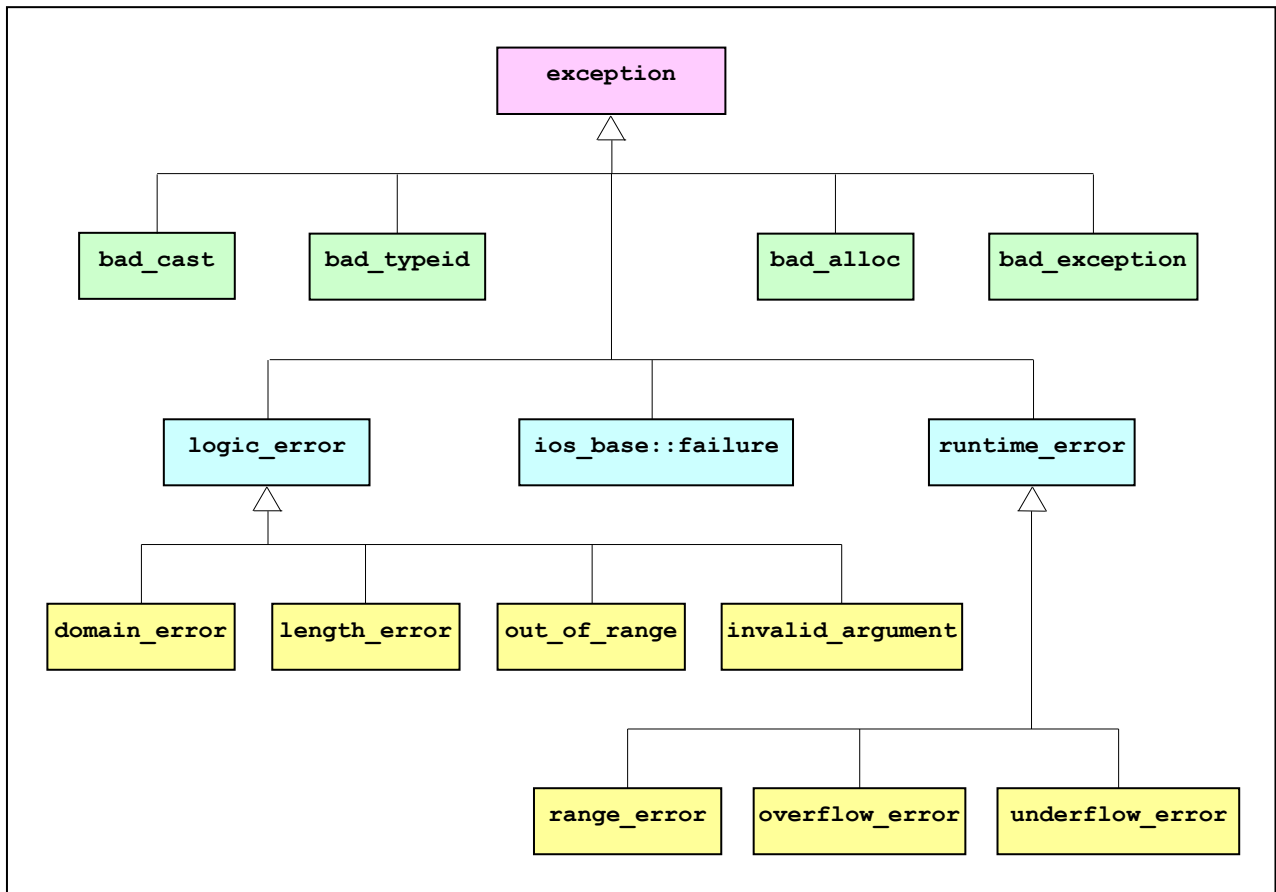 exception
bad_cast
bad_typeid
bad_alloc
bad_exception
logic_error
ios_base::failure
runtime_error
domain_error
length_error
out_of_range
invalid_argument
range_error
overflow_error
underflow_error